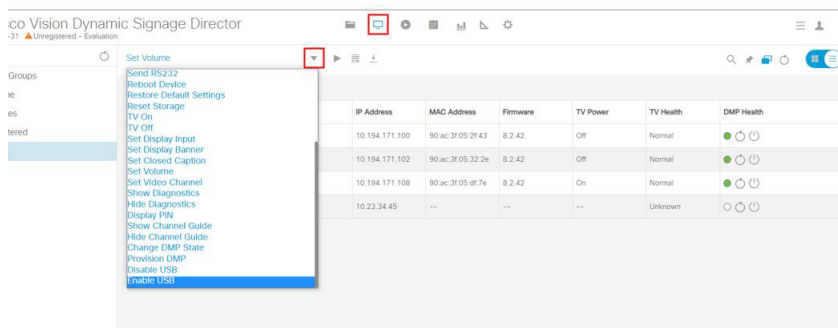 sco Vision Dynamic Signage Director
-31 Unregistered - Evaluation
Set Volume
Groups
ne
es
tered
Send RS232
Reboot Device
Restore Default Settings
Reset Storage
TV On
TV Off
Set Display Input
Set Display Banner
Set Closed Caption
Set Volume
Set Video Channel
Show Diagnostics
Hide Diagnostics
Display PIN
Show Channel Guide
Hide Channel Guide
Change DMP State
Provision DMP
Disable USB
Enable USB
IP Address MAC Address Firmware TV Power TV Health DMP Health
10.194.171.100 90:ac:3f:05:2f:43 8.2.42 Off Normal
10.194.171.102 90:ac:3f:05:32:2e 8.2.42 Off Normal
10.194.171.108 90:ac:3f:05:df:7e 8.2.42 On Normal
10.23.34.45 -- -- -- Unknown